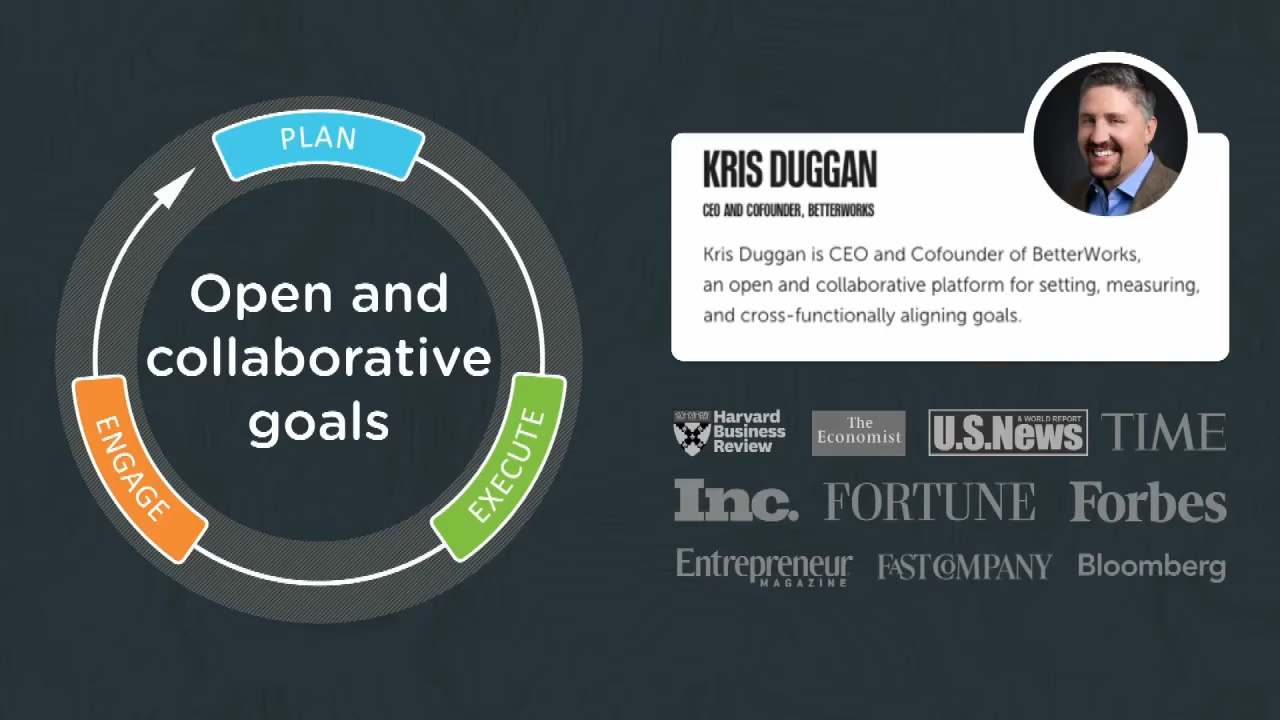 PLAN
Open and
collaborative
goals
ENGAGE
EXECUTE
KRIS DUGGAN
CEO AND COFOUNDER, BETTERWORKS
Kris Duggan is CEO and Cofounder of BetterWorks,
an open and collaborative platform for setting, measuring,
and cross-functionally aligning goals.
Harvard
Business
Review
The
Economist
U.S.News
& WORLD REPORT
TIME
Inc.
FORTUNE
Forbes
Entrepreneur
MAGAZINE
FAST COMPANY
Bloomberg